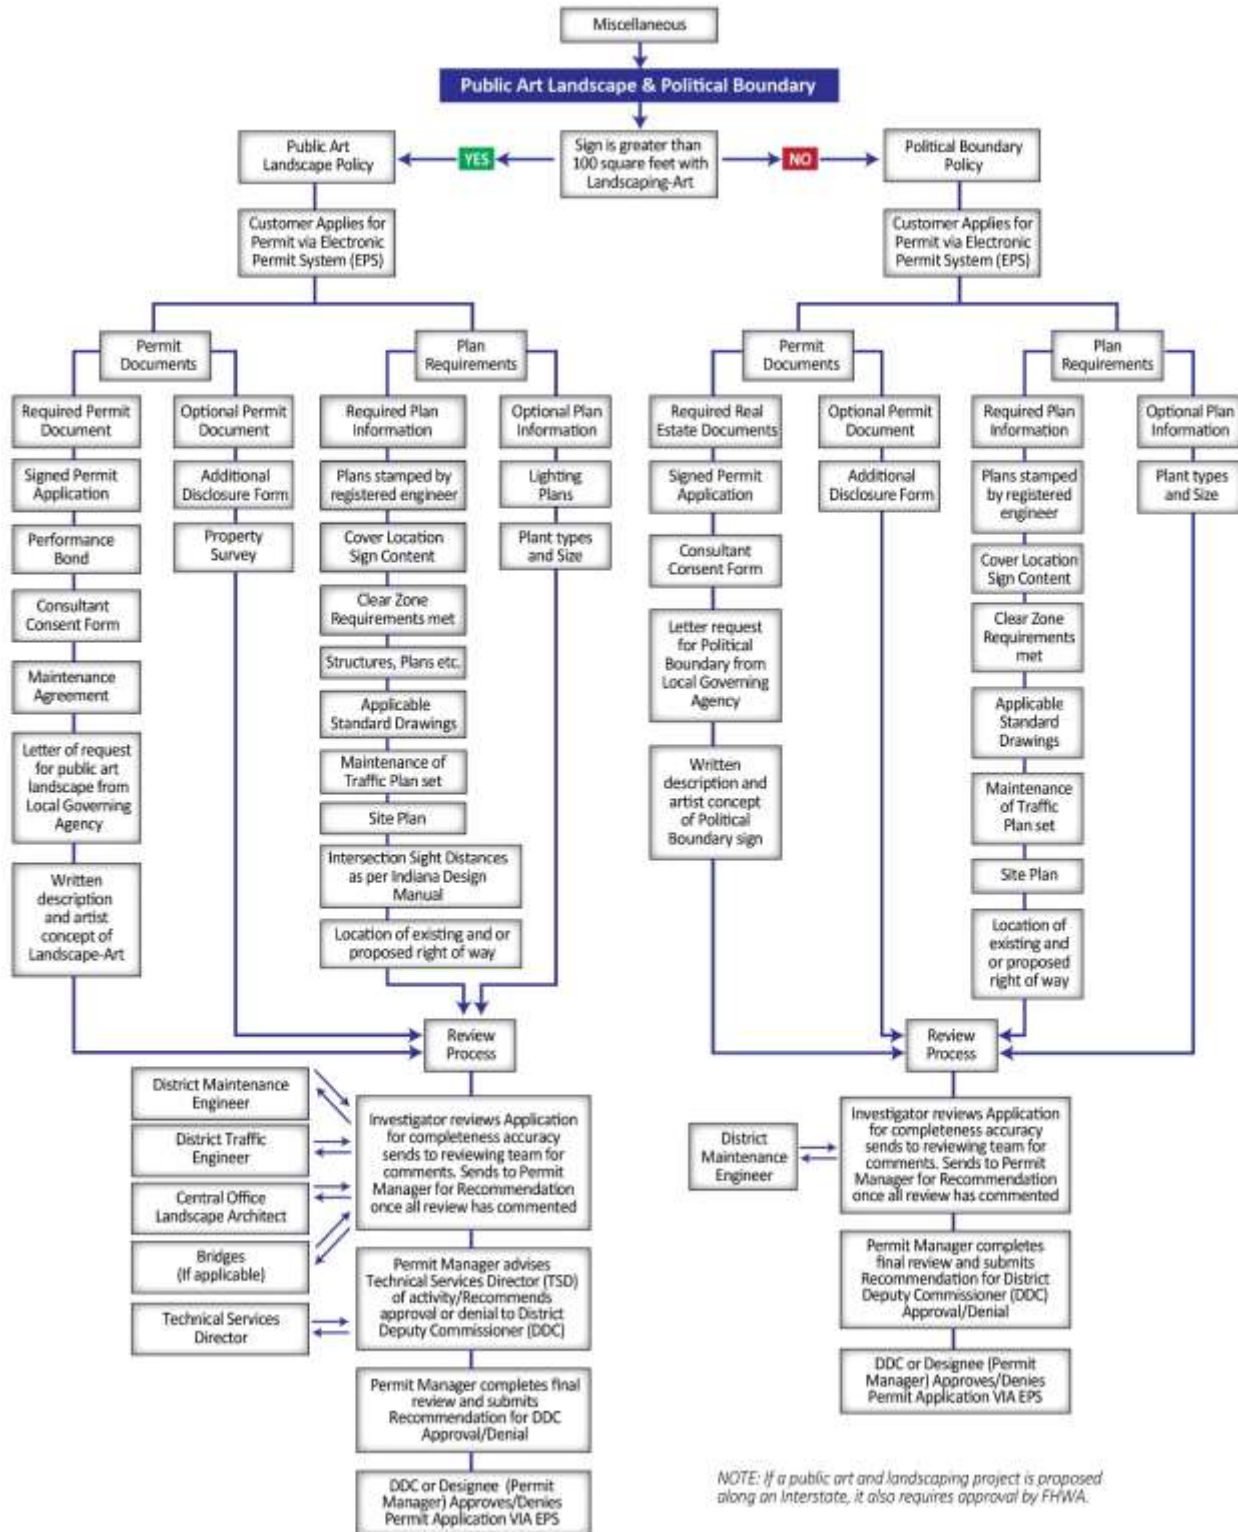 Miscellaneous
Public Art Landscape & Political Boundary
Public Art
Landscape Policy
YES
Sign is greater than
100 square feet with
Landscaping-Art
NO
Political Boundary
Policy
Customer Applies for
Permit via Electronic
Permit System (EPS)
Customer Applies for
Permit via Electronic
Permit System (EPS)
Permit
Documents
Plan
Requirements
Permit
Documents
Plan
Requirements
Required Permit
Document
Signed Permit
Application
Performance
Bond
Consultant
Consent Form
Maintenance
Agreement
Letter of request
for public art
landscape from
Local Governing
Agency
Written
description
and artist
concept of
Landscape-Art
Optional Permit
Document
Additional
Disclosure Form
Property
Survey
Required Plan
Information
Plans stamped by
registered engineer
Cover Location
Sign Content
Clear Zone
Requirements met
Structures, Plans etc.
Applicable
Standard Drawings
Maintenance of
Traffic Plan set
Site Plan
Intersection Sight Distances
as per Indiana Design
Manual
Location of existing and or
proposed right of way
Optional Plan
Information
Lighting
Plans
Plant types
and Size
Required Real
Estate Documents
Signed Permit
Application
Consultant
Consent Form
Letter request
for Political
Boundary from
Local Governing
Agency
Written
description and
artist concept
of Political
Boundary sign
Optional Permit
Document
Additional
Disclosure Form
Required Plan
Information
Plans stamped
by registered
engineer
Cover Location
Sign Content
Clear Zone
Requirements
met
Applicable
Standard
Drawings
Maintenance
of Traffic
Plan set
Site Plan
Location of
existing and
or proposed
right of way
Optional Plan
Information
Plant types
and Size
Review
Process
District Maintenance
Engineer
District Traffic
Engineer
Central Office
Landscape Architect
Bridges
(If applicable)
Technical Services
Director
Investigator reviews Application
for completeness accuracy
sends to reviewing team for
comments. Sends to Permit
Manager for Recommendation
once all review has commented
Permit Manager advises
Technical Services Director (TSD)
of activity/Recommends
approval or denial to District
Deputy Commissioner (DDC)
Permit Manager completes final
review and submits
Recommendation for DDC
Approval/Denial
DDC or Designee (Permit
Manager) Approves/Denies
Permit Application VIA EPS
Review
Process
District
Maintenance
Engineer
Investigator reviews Application
for completeness accuracy
sends to reviewing team for
comments. Sends to Permit
Manager for Recommendation
once all review has commented
Permit Manager completes
final review and submits
Recommendation for District
Deputy Commissioner (DDC)
Approval/Denial
DDC or Designee (Permit
Manager) Approves/Denies
Permit Application VIA EPS
NOTE: If a public art and landscaping project is proposed
along an Interstate, it also requires approval by FHWA.